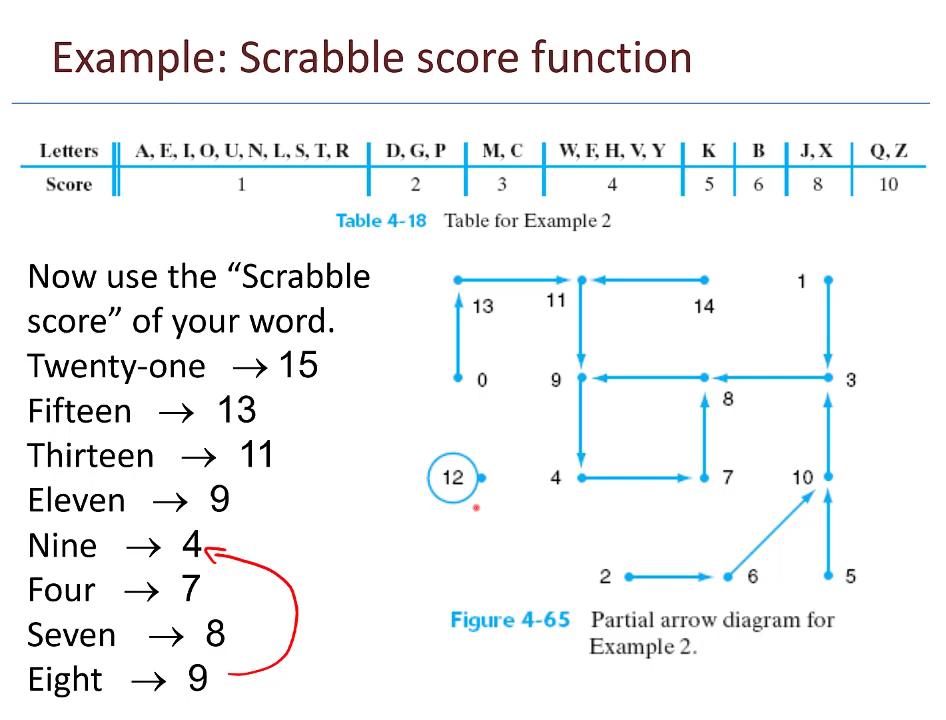 Example: Scrabble score function
Letters A, E, I, O, U, N, L, S, T, R D, G, P M, C W, F, H, V, Y K B J, X Q, Z
Score 1 2 3 4 5 6 8 10
Table 4-18 Table for Example 2
Now use the “Scrabble
score” of your word.
Twenty-one → 15
Fifteen → 13
Thirteen → 11
Eleven → 9
Nine → 4
Four → 7
Seven → 8
Eight → 9
13 11 14 1
0 9 8 3
12 4 7 10
2 6 5
Figure 4-65 Partial arrow diagram for
Example 2.